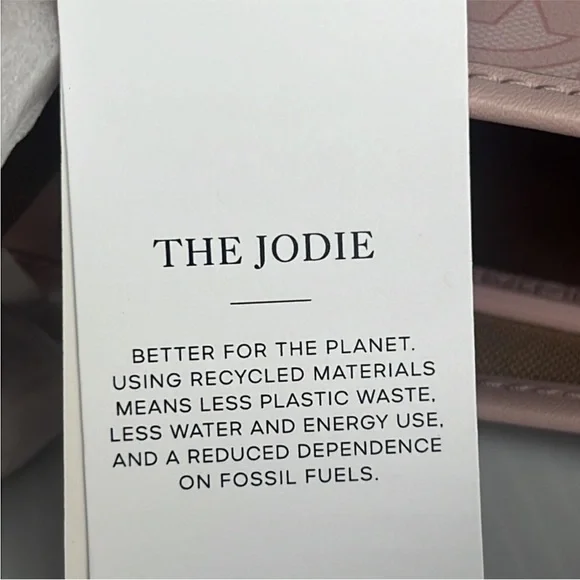 THE JODIE
BETTER FOR THE PLANET.
USING RECYCLED MATERIALS
MEANS LESS PLASTIC WASTE,
LESS WATER AND ENERGY USE,
AND A REDUCED DEPENDENCE
ON FOSSIL FUELS.